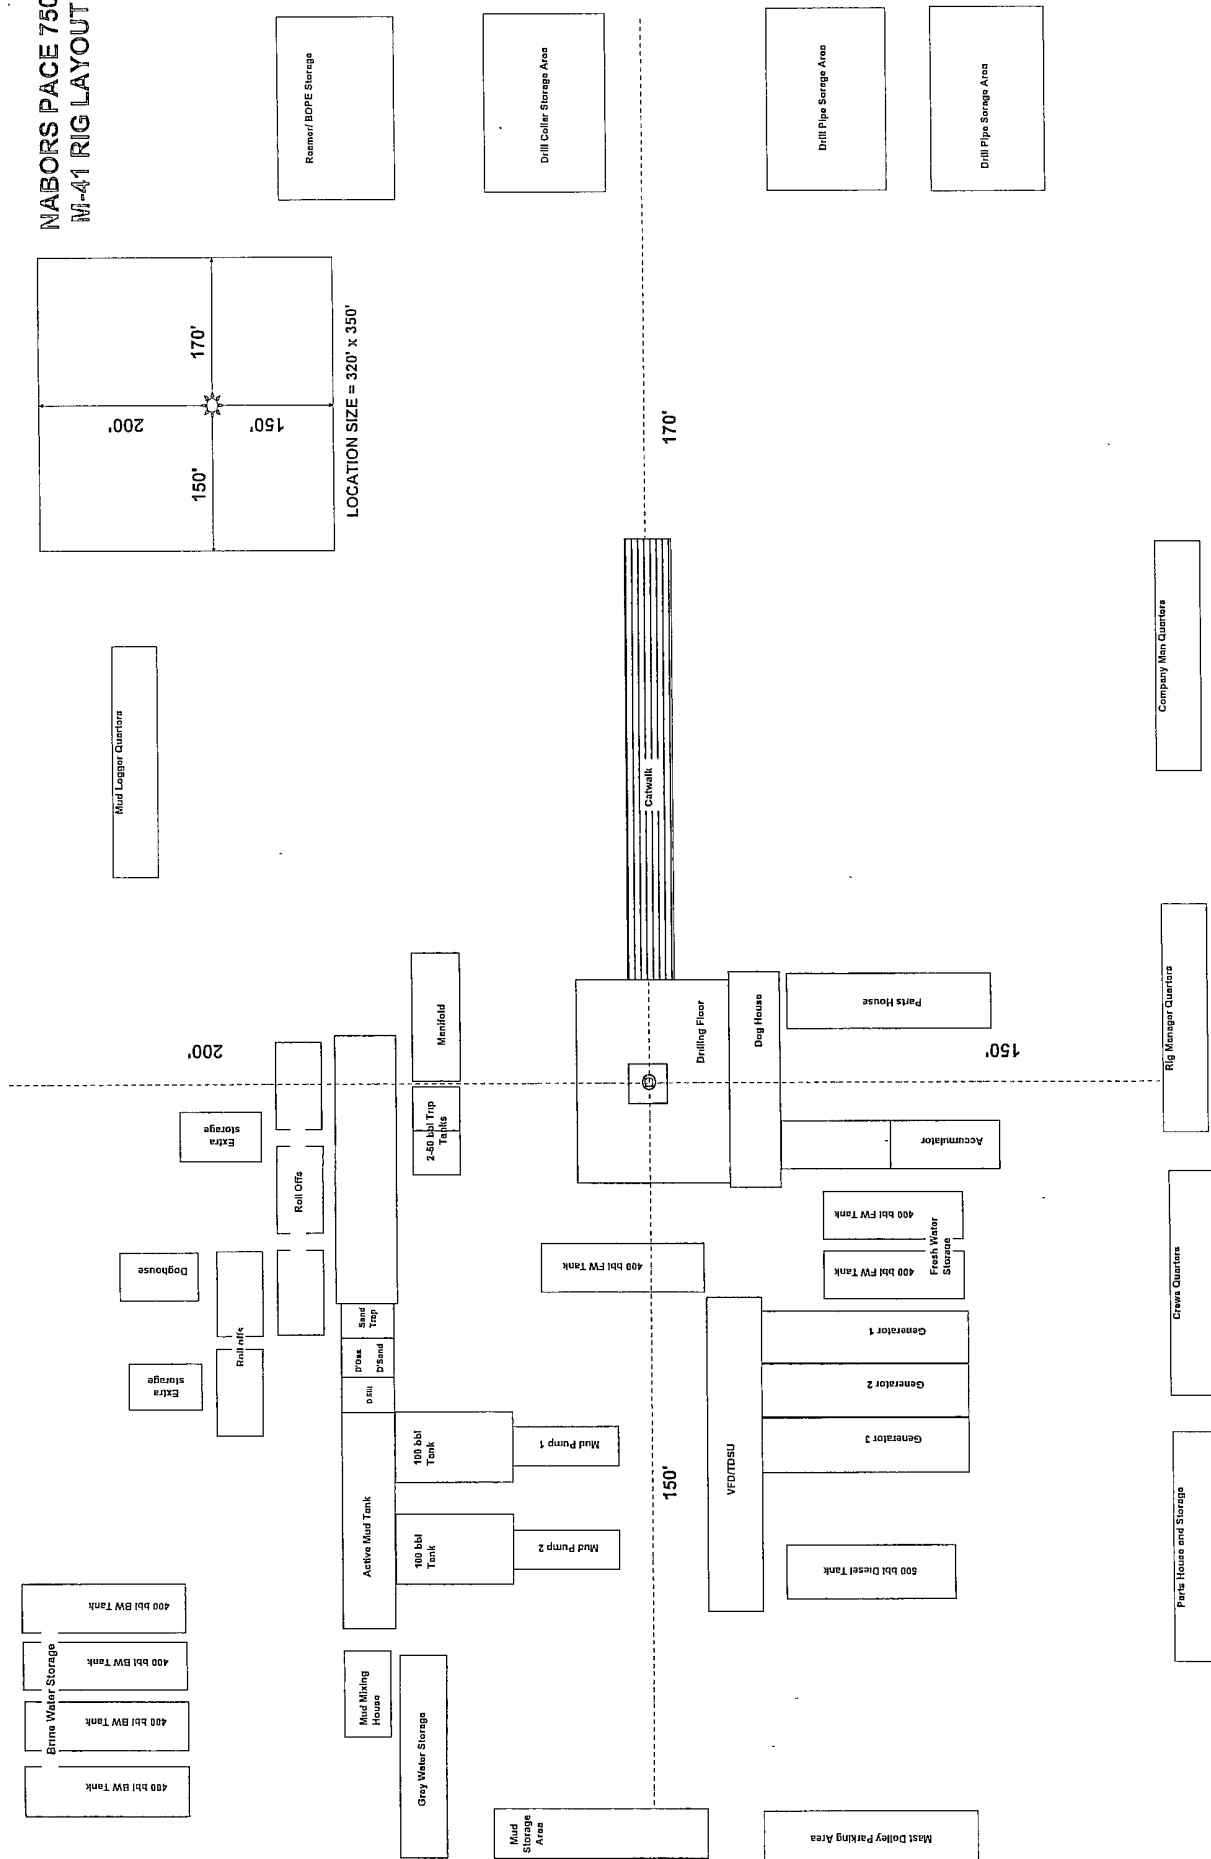 NABORS PACE 750
M-41 RIG LAYOUT
200'
150'
150'
170'
LOCATION SIZE = 320' x 350'
Reamer/ BOPE Storage
Drill Collar Storage Area
Drill Pipe Sorage Area
Drill Pipe Sorage Area
170'
Mud Logger Quarters
Catwalk
Company Man Quarters
200'
Manifold
2-50 bbl Trip
Tanks
Drilling Floor
Dog House
Parts House
150'
Rig Manager Quarters
Extra
storage
Roll Offs
Accumulator
Doghouse
Roll offs
Extra
storage
Sand
Trap
D'Gas
D'Sand
D Silt
400 bbl FW Tank
400 bbl FW Tank
400 bbl FW Tank
Fresh Water
Storage
Crews Quarters
Active Mud Tank
100 bbl
Tank
Mud Pump 1
100 bbl
Tank
Mud Pump 2
150'
VFD/TDSU
Generator 1
Generator 2
Generator 3
500 bbl Diesel Tank
Parts House and Storage
Brine Water Storage
400 bbl BW Tank
400 bbl BW Tank
400 bbl BW Tank
400 bbl BW Tank
Mud Mixing
House
Gray Water Storage
Mud
Storage
Area
Mast Dolley Parking Area